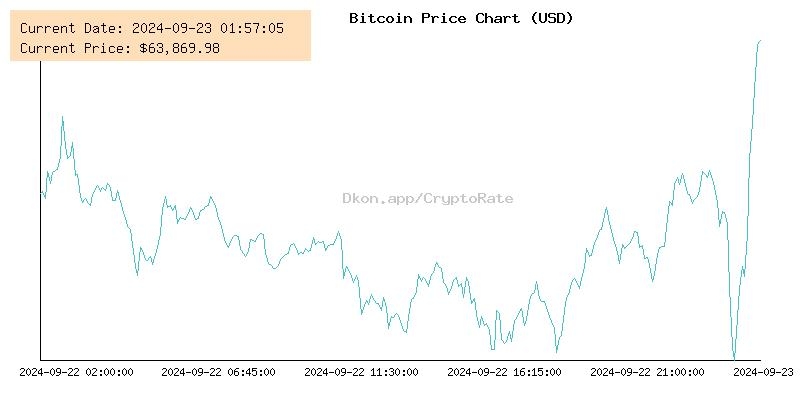 Bitcoin Price Chart (USD)
Current Date: 2024-09-23 01:57:05
Current Price: $63,869.98
Dkon.app/CryptoRate
2024-09-22 02:00:00 2024-09-22 06:45:00 2024-09-22 11:30:00 2024-09-22 16:15:00 2024-09-22 21:00:00 2024-09-23